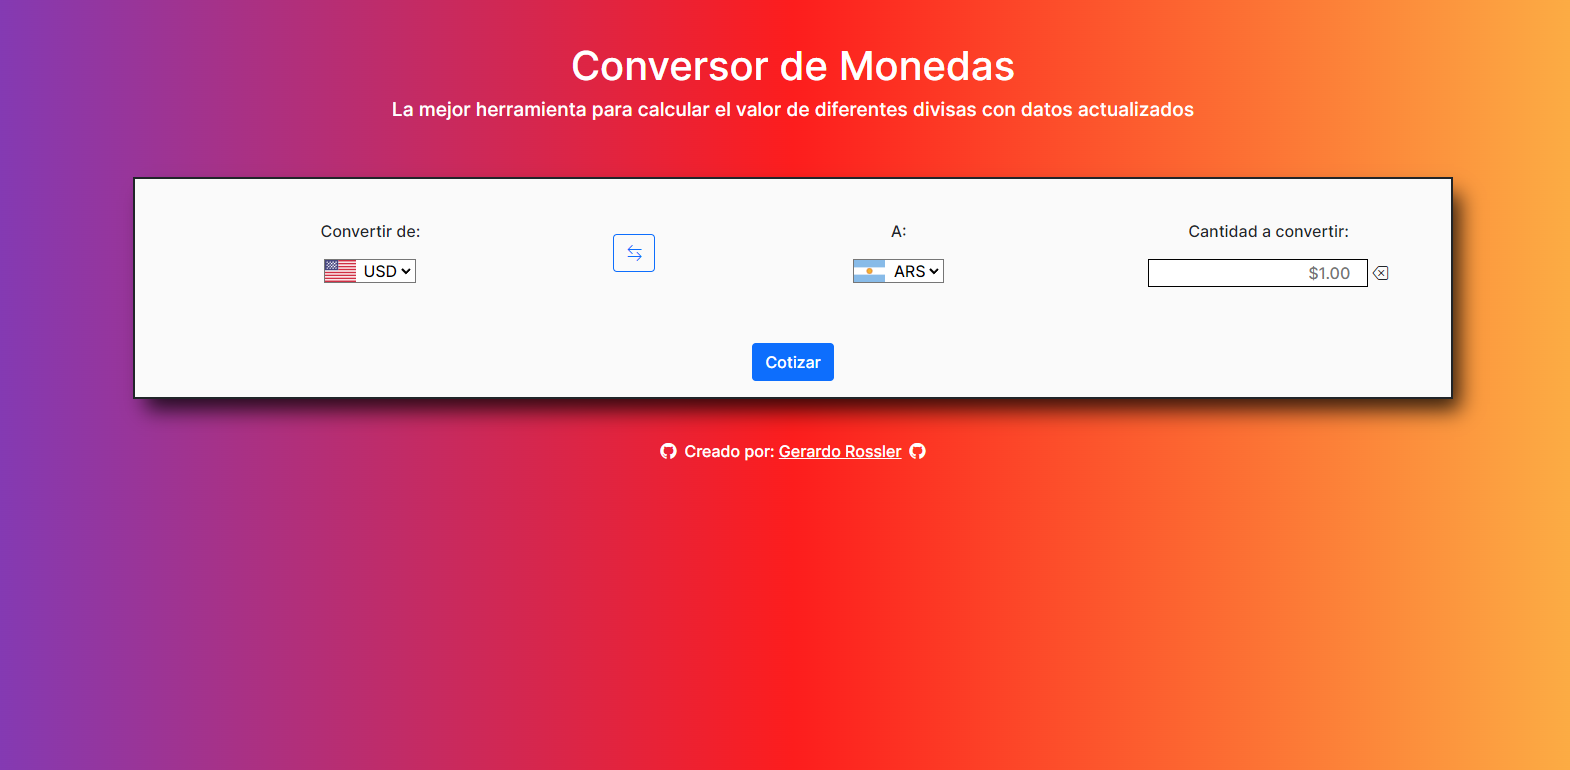 Conversor de Monedas
La mejor herramienta para calcular el valor de diferentes divisas con datos actualizados
Convertir de:
USD
A:
ARS
Cantidad a convertir:
$1.00
Cotizar
Creado por: Gerardo Rossler